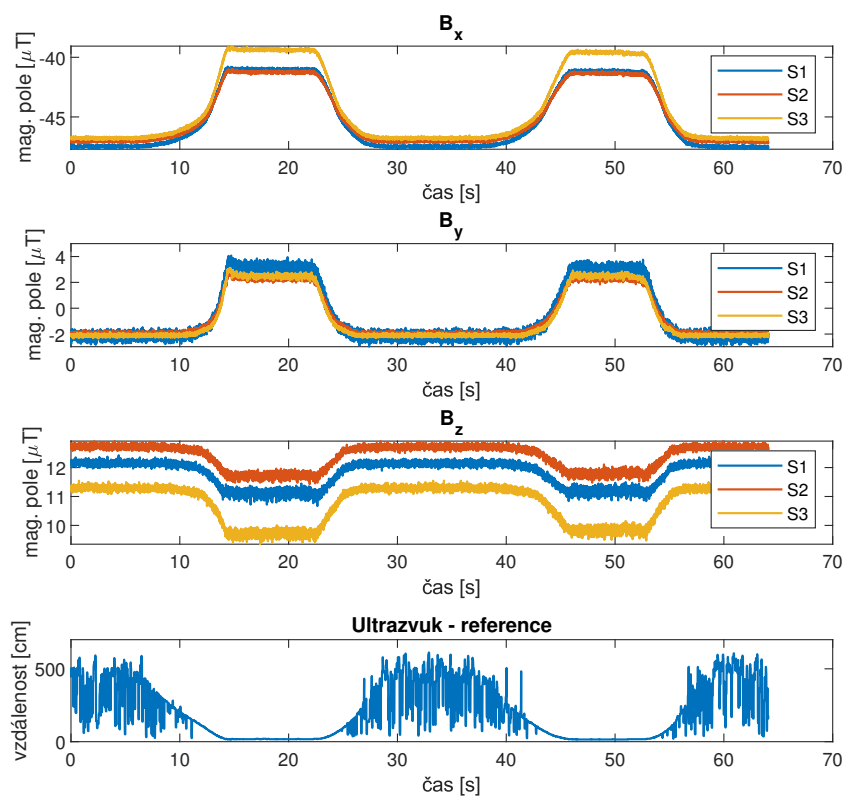 B_x
mag. pole [μT]
-40
-45
0 10 20 30 40 50 60 70
čas [s]
S1
S2
S3
B_y
mag. pole [μT]
4
2
0
-2
0 10 20 30 40 50 60 70
čas [s]
S1
S2
S3
B_z
mag. pole [μT]
12
11
10
0 10 20 30 40 50 60 70
čas [s]
S1
S2
S3
Ultrazvuk - reference
vzdálenost [cm]
500
0
0 10 20 30 40 50 60 70
čas [s]